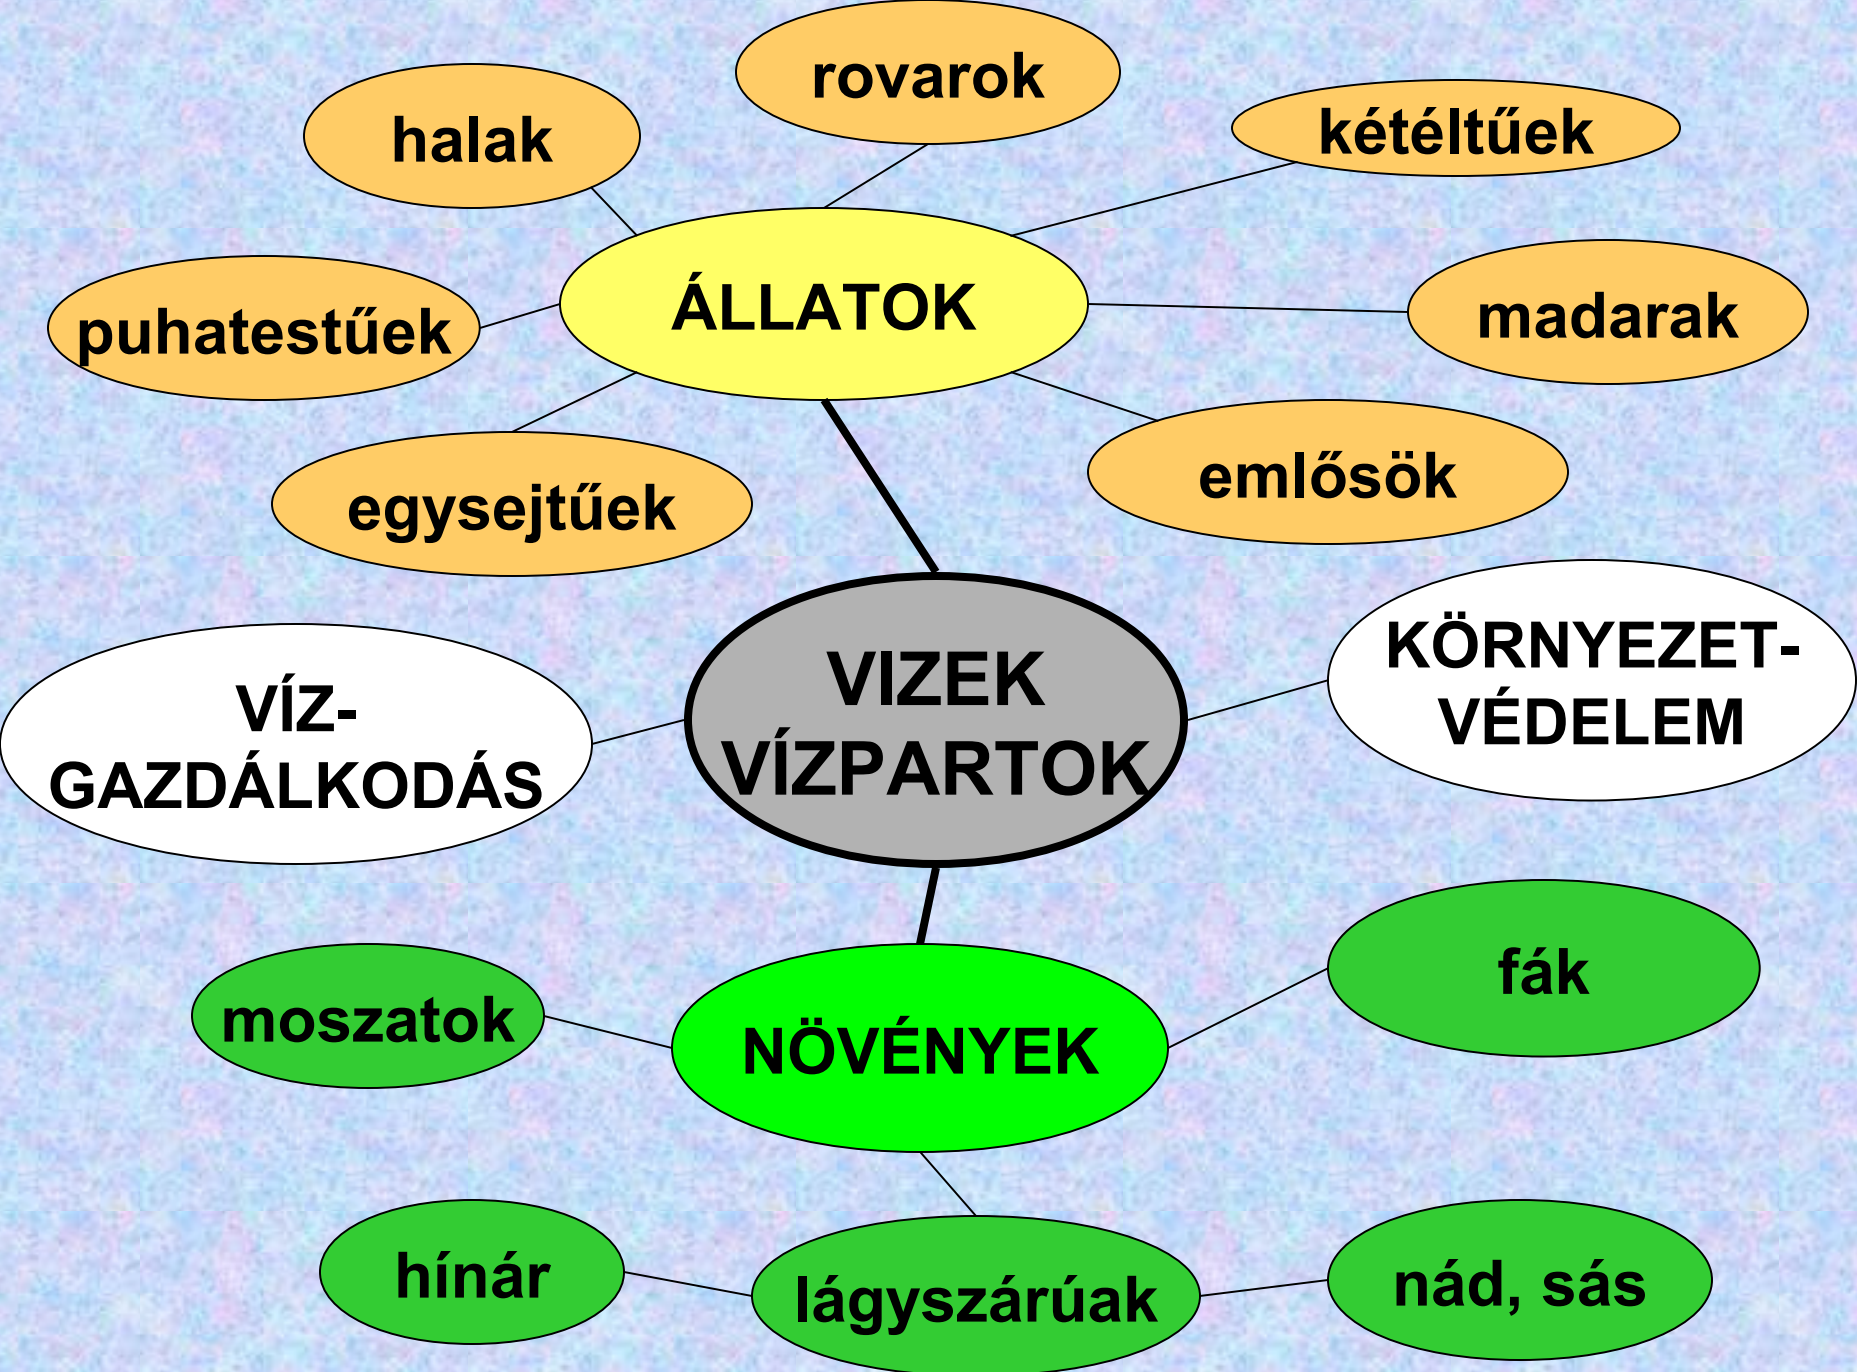 rovarok
halak
kétéltűek
ÁLLATOK
madarak
puhatestűek
emlősök
egysejtűek
KÖRNYEZET-
VÉDELEM
VIZEK
VÍZPARTOK
VÍZ-
GAZDÁLKODÁS
fák
moszatok
NÖVÉNYEK
hínár
lágyszárúak
nád, sás